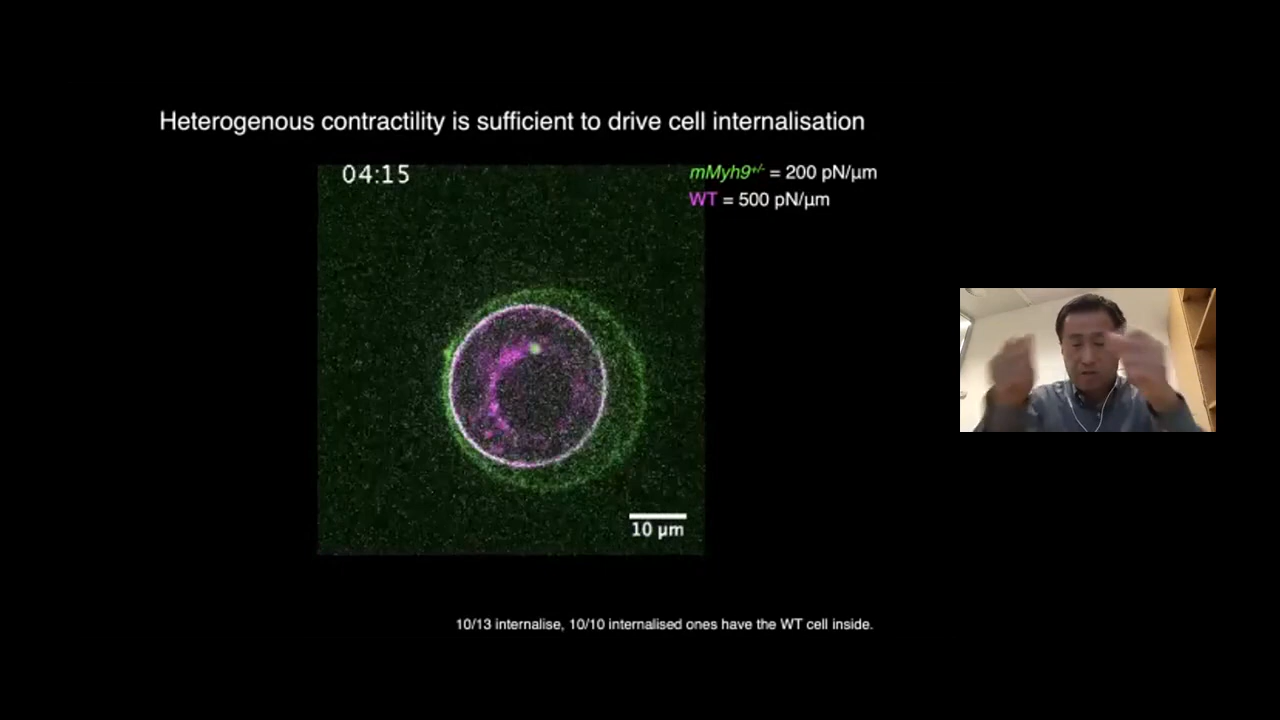 Heterogenous contractility is sufficient to drive cell internalisation
04:15
mMyh9+/- = 200 pN/µm
WT = 500 pN/µm
10 µm
10/13 internalise, 10/10 internalised ones have the WT cell inside.